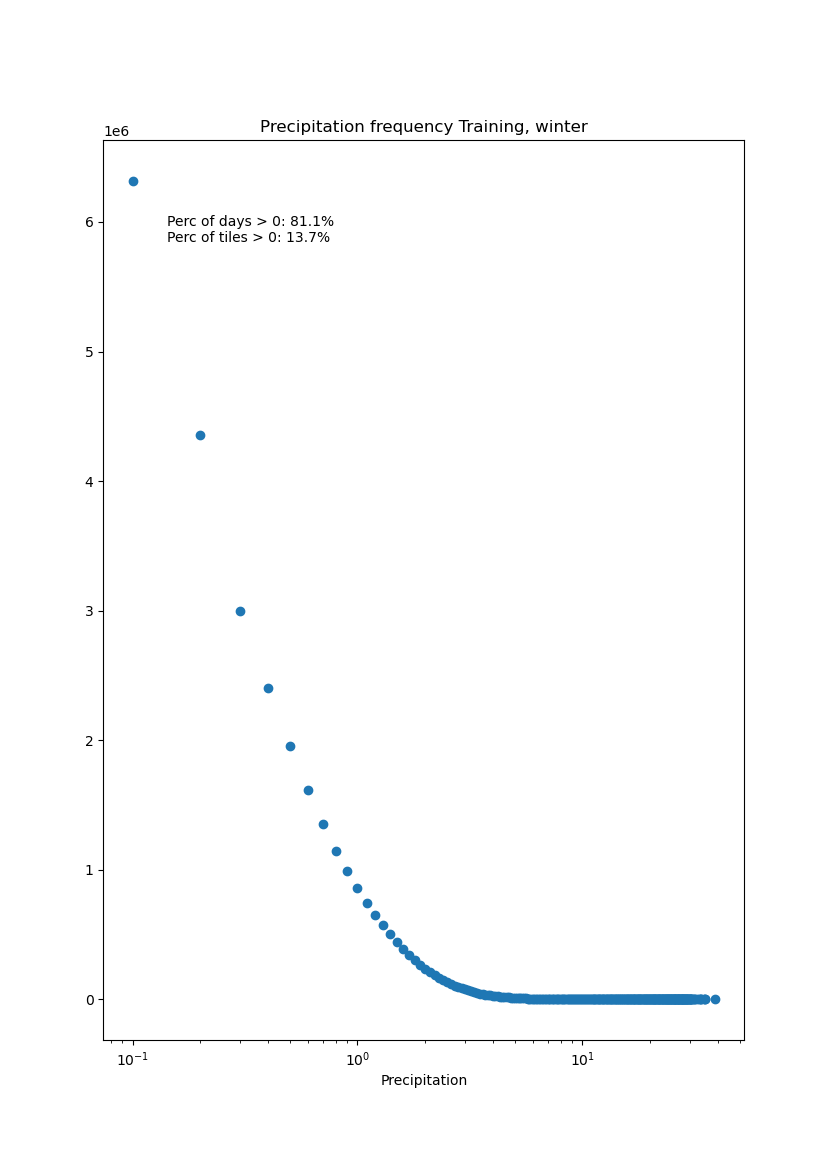 Precipitation frequency Training, winter
1e6
Perc of days > 0: 81.1%
Perc of tiles > 0: 13.7%
6
5
4
3
2
1
0
10⁻¹ 10⁰ 10¹
Precipitation